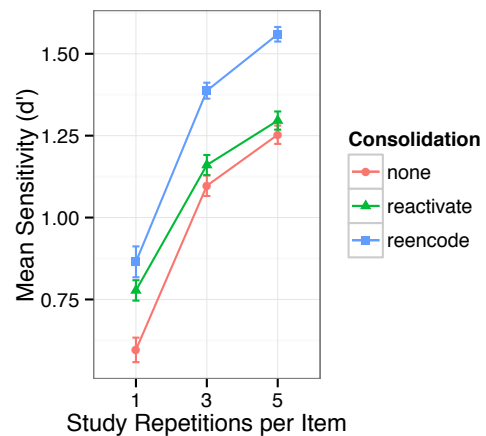 1.50
1.25
1.00
0.75
Mean Sensitivity (d')
1 3 5
Study Repetitions per Item
Consolidation
none
reactivate
reencode